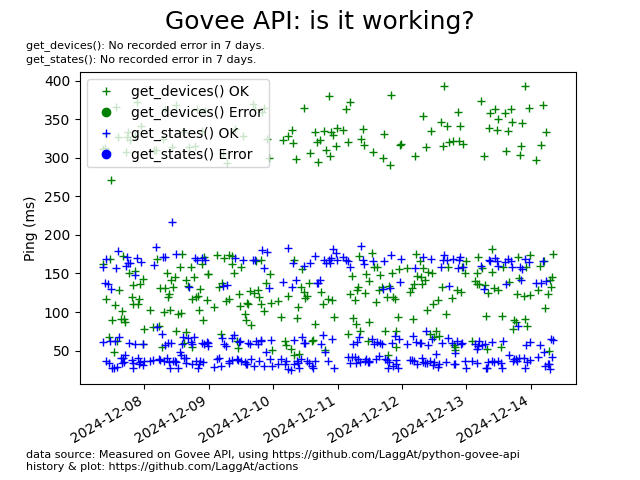 Govee API: is it working?
get_devices(): No recorded error in 7 days.
get_states(): No recorded error in 7 days.
get_devices() OK
get_devices() Error
get_states() OK
get_states() Error
Ping (ms)
400
350
300
250
200
150
100
50
2024-12-08
2024-12-09
2024-12-10
2024-12-11
2024-12-12
2024-12-13
2024-12-14
data source: Measured on Govee API, using https://github.com/LaggAt/python-govee-api
history & plot: https://github.com/LaggAt/actions